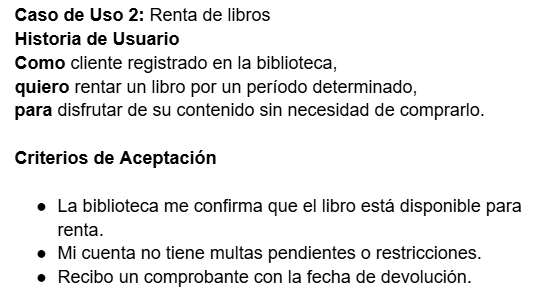 Caso de Uso 2: Renta de libros
Historia de Usuario
Como cliente registrado en la biblioteca,
quiero rentar un libro por un período determinado,
para disfrutar de su contenido sin necesidad de comprarlo.
Criterios de Aceptación
● La biblioteca me confirma que el libro está disponible para
renta.
● Mi cuenta no tiene multas pendientes o restricciones.
● Recibo un comprobante con la fecha de devolución.